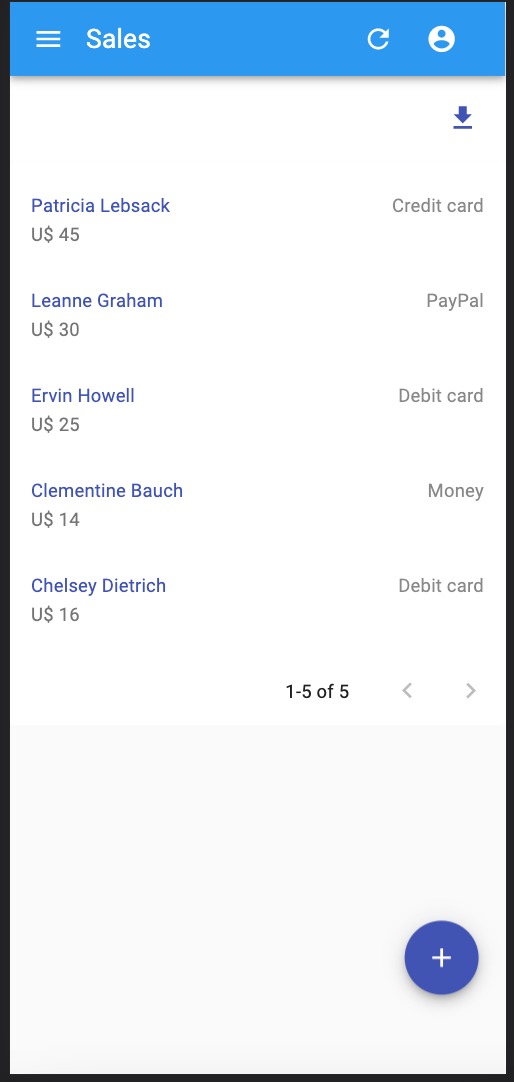 Sales
Patricia Lebsack Credit card
U$ 45
Leanne Graham PayPal
U$ 30
Ervin Howell Debit card
U$ 25
Clementine Bauch Money
U$ 14
Chelsey Dietrich Debit card
U$ 16
1-5 of 5